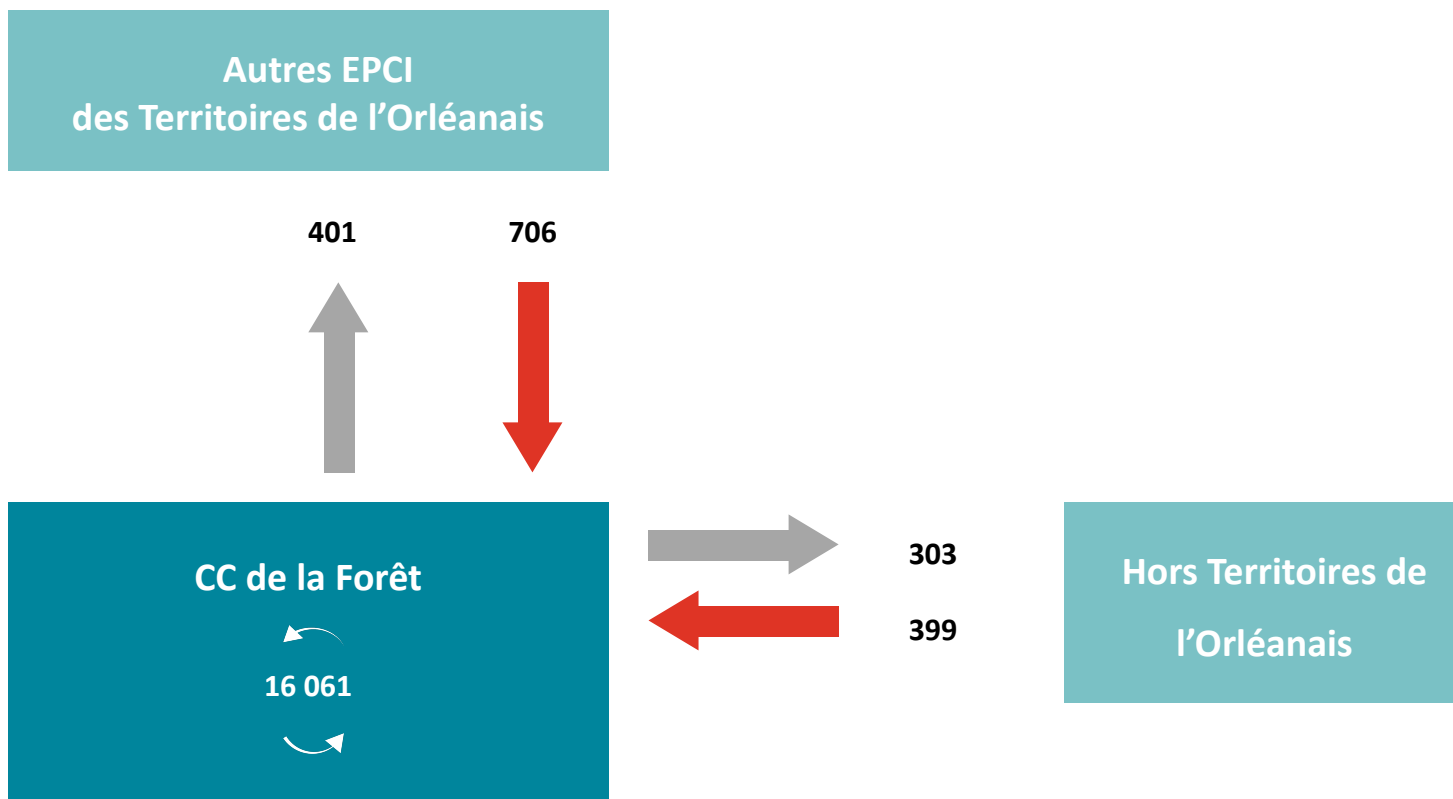 Autres EPCI
des Territoires de l’Orléanais
401 706
CC de la Forêt
16 061
303
399
Hors Territoires de
l’Orléanais